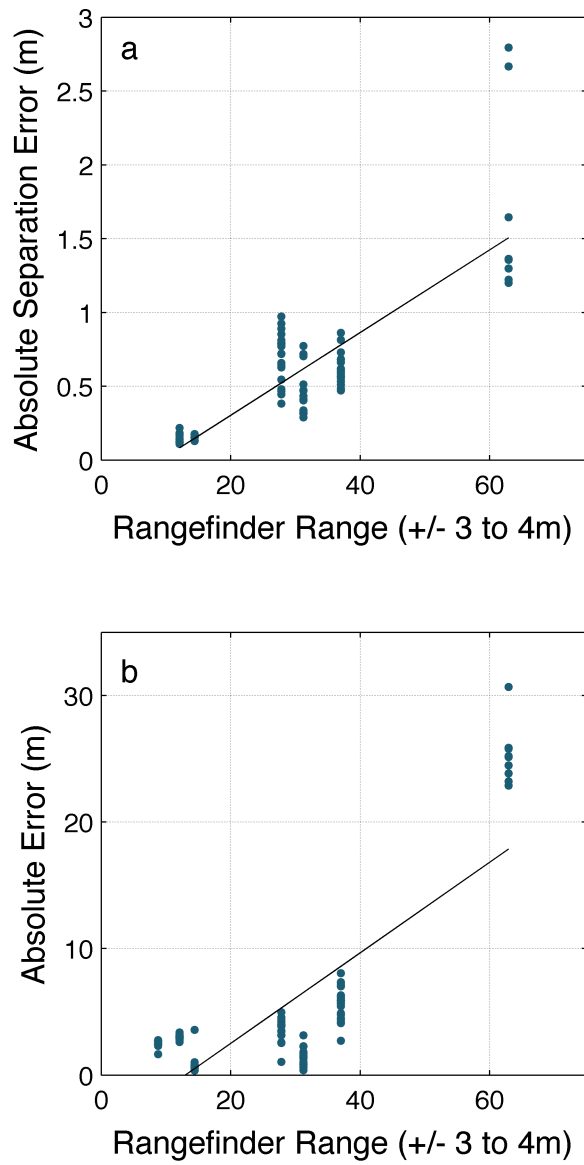 a
Absolute Separation Error (m)
3
2.5
2
1.5
1
0.5
0
0 20 40 60
Rangefinder Range (+/- 3 to 4m)
b
Absolute Error (m)
30
20
10
0
0 20 40 60
Rangefinder Range (+/- 3 to 4m)